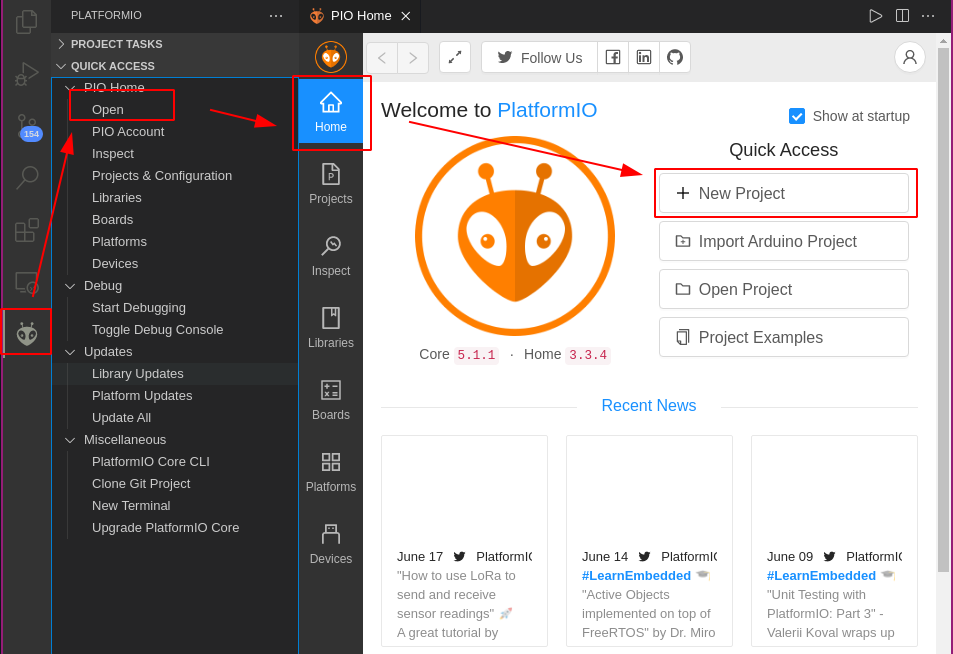 PLATFORMIO
PIO Home
PROJECT TASKS
QUICK ACCESS
PIO Home
Open
PIO Account
Inspect
Projects & Configuration
Libraries
Boards
Platforms
Devices
Debug
Start Debugging
Toggle Debug Console
Updates
Library Updates
Platform Updates
Update All
Miscellaneous
PlatformIO Core CLI
Clone Git Project
New Terminal
Upgrade PlatformIO Core
154
Home
Projects
Inspect
Libraries
Boards
Platforms
Devices
Follow Us
Welcome to PlatformIO
Show at startup
Quick Access
New Project
Import Arduino Project
Open Project
Project Examples
Core 5.1.1 · Home 3.3.4
Recent News
June 17 PlatformIO
"How to use LoRa to
send and receive
sensor readings" 🚀
A great tutorial by
June 14 PlatformIO
#LearnEmbedded 🎓
"Active Objects
implemented on top of
FreeRTOS" by Dr. Miro
June 09 PlatformIO
#LearnEmbedded 🎓
"Unit Testing with
PlatformIO: Part 3" -
Valerii Koval wraps up